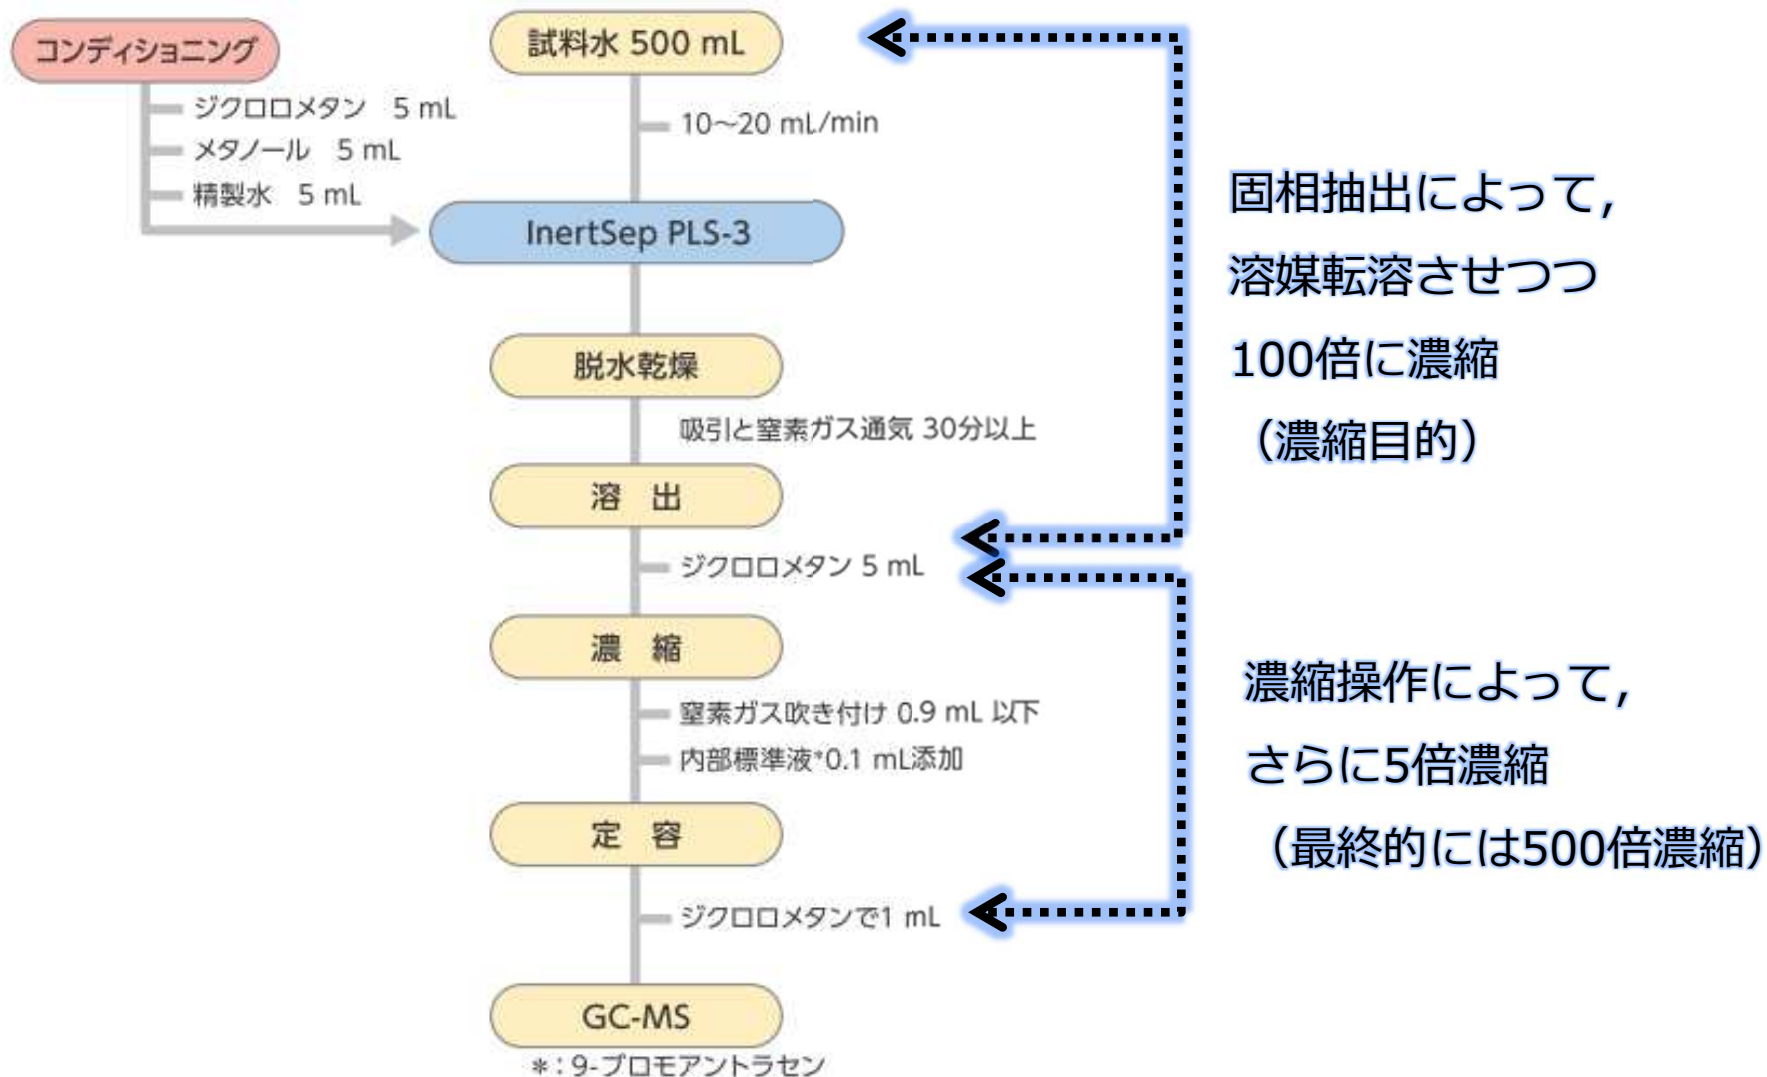 コンディショニング
ジクロロメタン 5 mL
メタノール 5 mL
精製水 5 mL
試料水 500 mL
10～20 mL/min
InertSep PLS-3
脱水乾燥
吸引と窒素ガス通気 30分以上
溶 出
ジクロロメタン 5 mL
濃 縮
窒素ガス吹き付け 0.9 mL 以下
内部標準液*0.1 mL添加
定 容
ジクロロメタンで1 mL
GC-MS
*：9-ブロモアントラセン
固相抽出によって，
溶媒転溶させつつ
100倍に濃縮
（濃縮目的）
濃縮操作によって，
さらに5倍濃縮
（最終的には500倍濃縮）